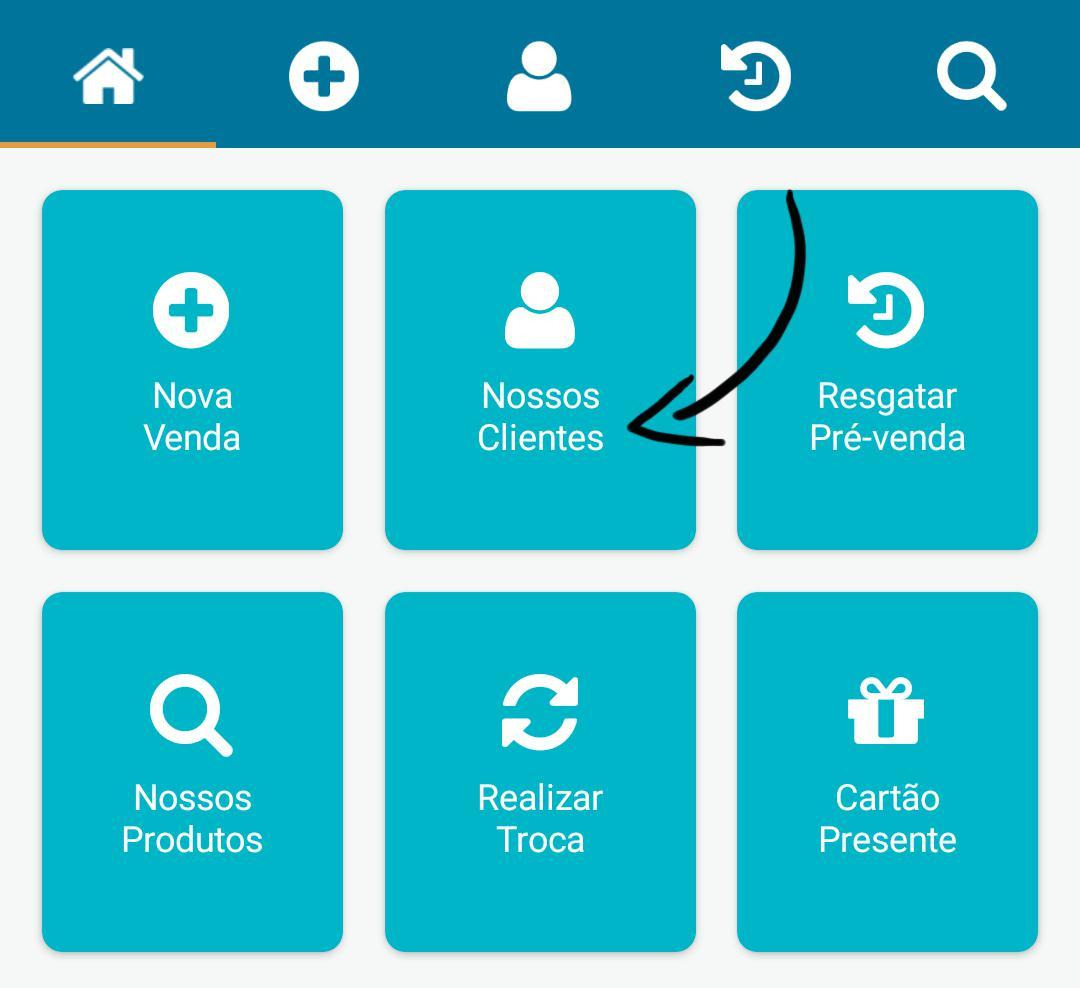 Nova
Venda
Nossos
Clientes
Resgatar
Pré-venda
Nossos
Produtos
Realizar
Troca
Cartão
Presente